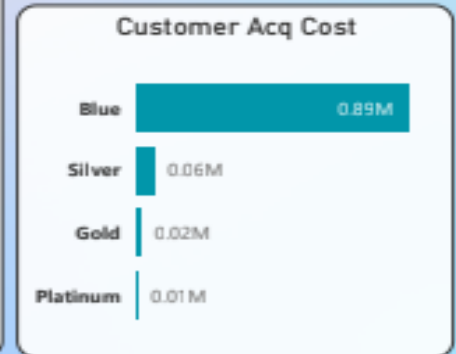 Customer Acq Cost
Blue 0.89M
Silver 0.06M
Gold 0.02M
Platinum 0.01M